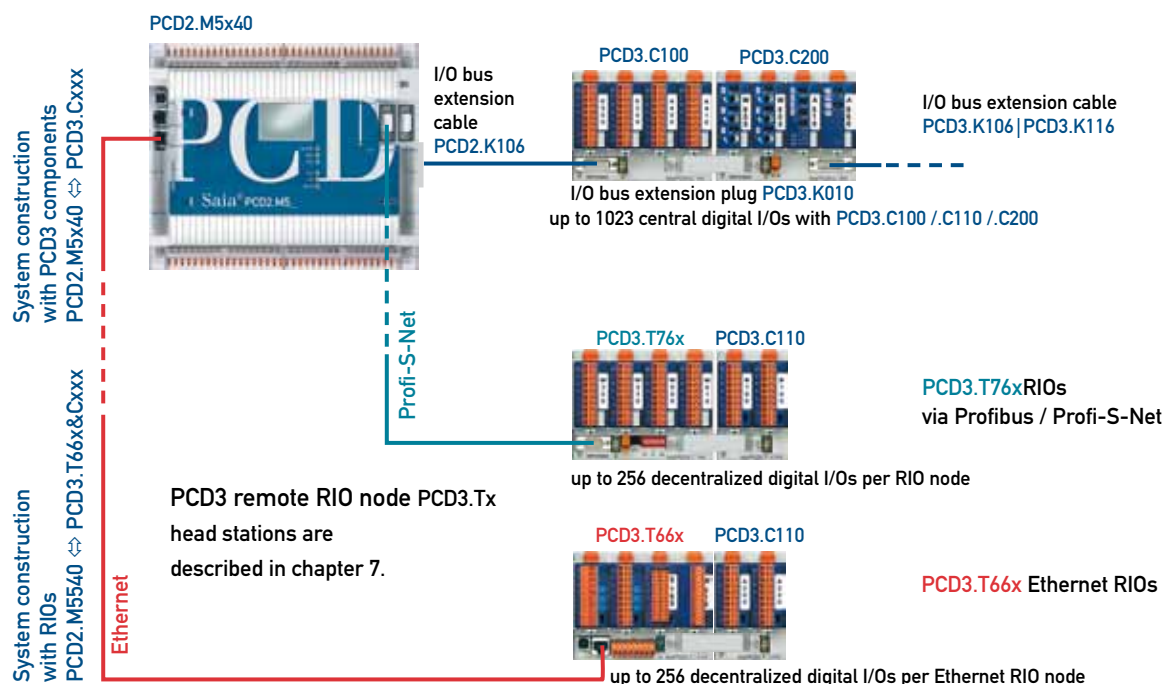 PCD2.M5x40
System construction
with PCD3 components
PCD2.M5x40 ⇔ PCD3.Cxxx
PCD
Saia® PCD2.M5_
I/O bus
extension
cable
PCD2.K106
PCD3.C100
PCD3.C200
I/O bus extension cable
PCD3.K106|PCD3.K116
I/O bus extension plug PCD3.K010
up to 1023 central digital I/Os with PCD3.C100 /.C110 /.C200
Profi-S-Net
PCD3.T76x
PCD3.C110
PCD3.T76xRIOs
via Profibus / Profi-S-Net
up to 256 decentralized digital I/Os per RIO node
System construction
with RIOs
PCD2.M5540 ⇔ PCD3.T66x&Cxxx
Ethernet
PCD3 remote RIO node PCD3.Tx
head stations are
described in chapter 7.
PCD3.T66x
PCD3.C110
PCD3.T66x Ethernet RIOs
up to 256 decentralized digital I/Os per Ethernet RIO node